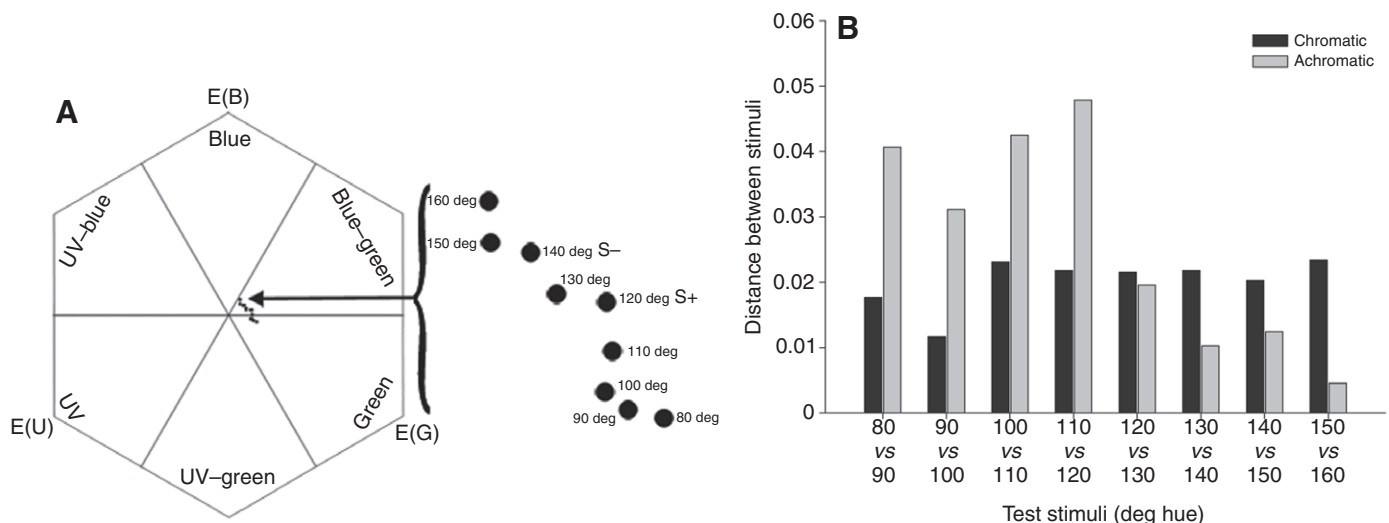 A
E(B)
Blue
UV–blue
Blue–green
UV
Green
E(U)
E(G)
UV–green
160 deg
150 deg
140 deg S–
130 deg
120 deg S+
110 deg
100 deg
90 deg
80 deg
B
Chromatic
Achromatic
Distance between stimuli
0.06
0.05
0.04
0.03
0.02
0.01
0
80 90 100 110 120 130 140 150
vs vs vs vs vs vs vs vs
90 100 110 120 130 140 150 160
Test stimuli (deg hue)